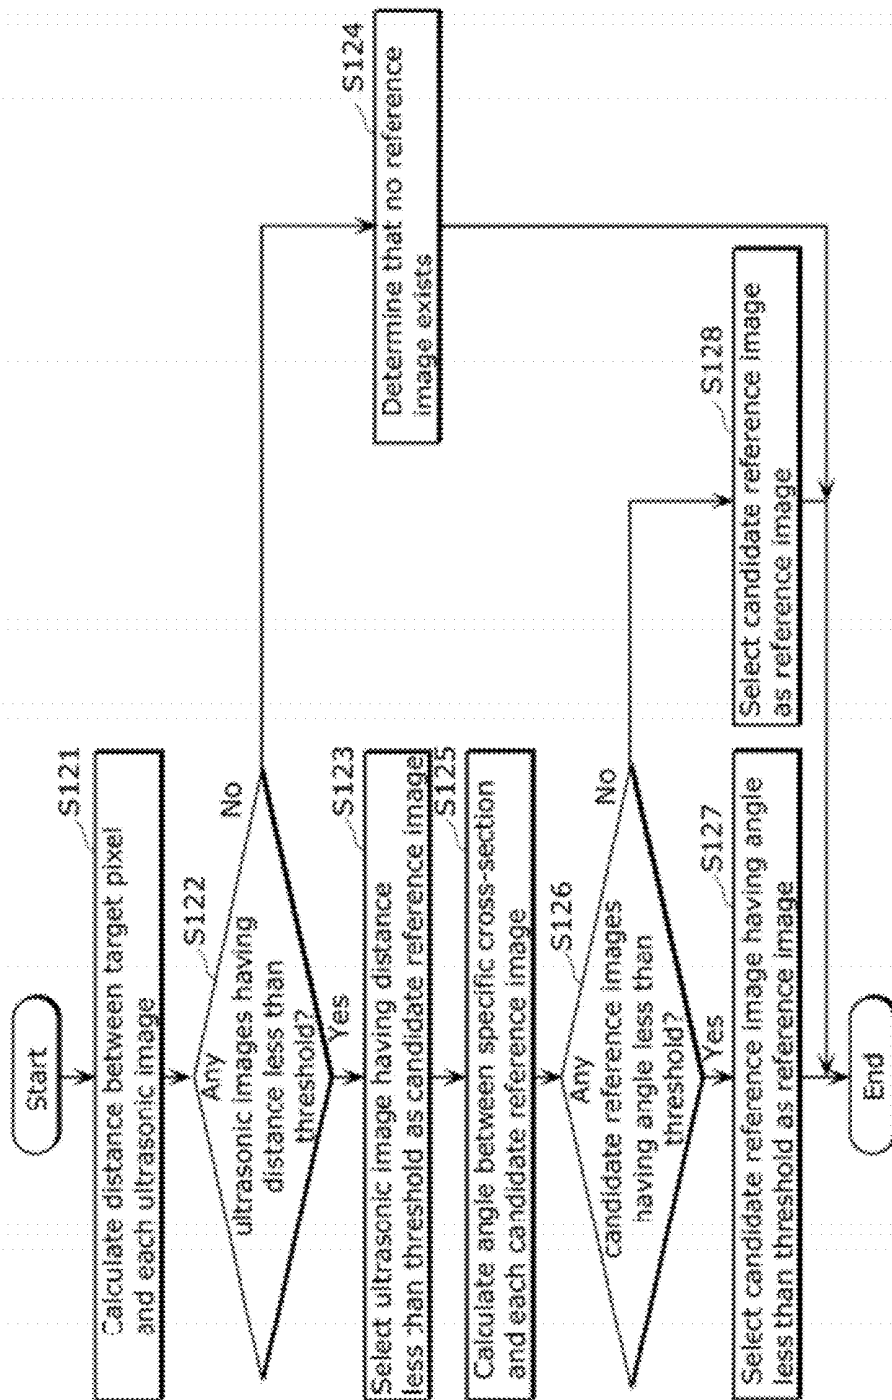 Start
S121
Calculate distance between target pixel
and each ultrasonic image
S122
Any
ultrasonic images having
distance less than
threshold?
No
Yes
S123
Select ultrasonic image having distance
less than threshold as candidate reference image
S124
Determine that no reference
image exists
S125
Calculate angle between specific cross-section
and each candidate reference image
S126
Any
candidate reference images
having angle less than
threshold?
No
Yes
S127
Select candidate reference image having angle
less than threshold as reference image
S128
Select candidate reference image
as reference image
End